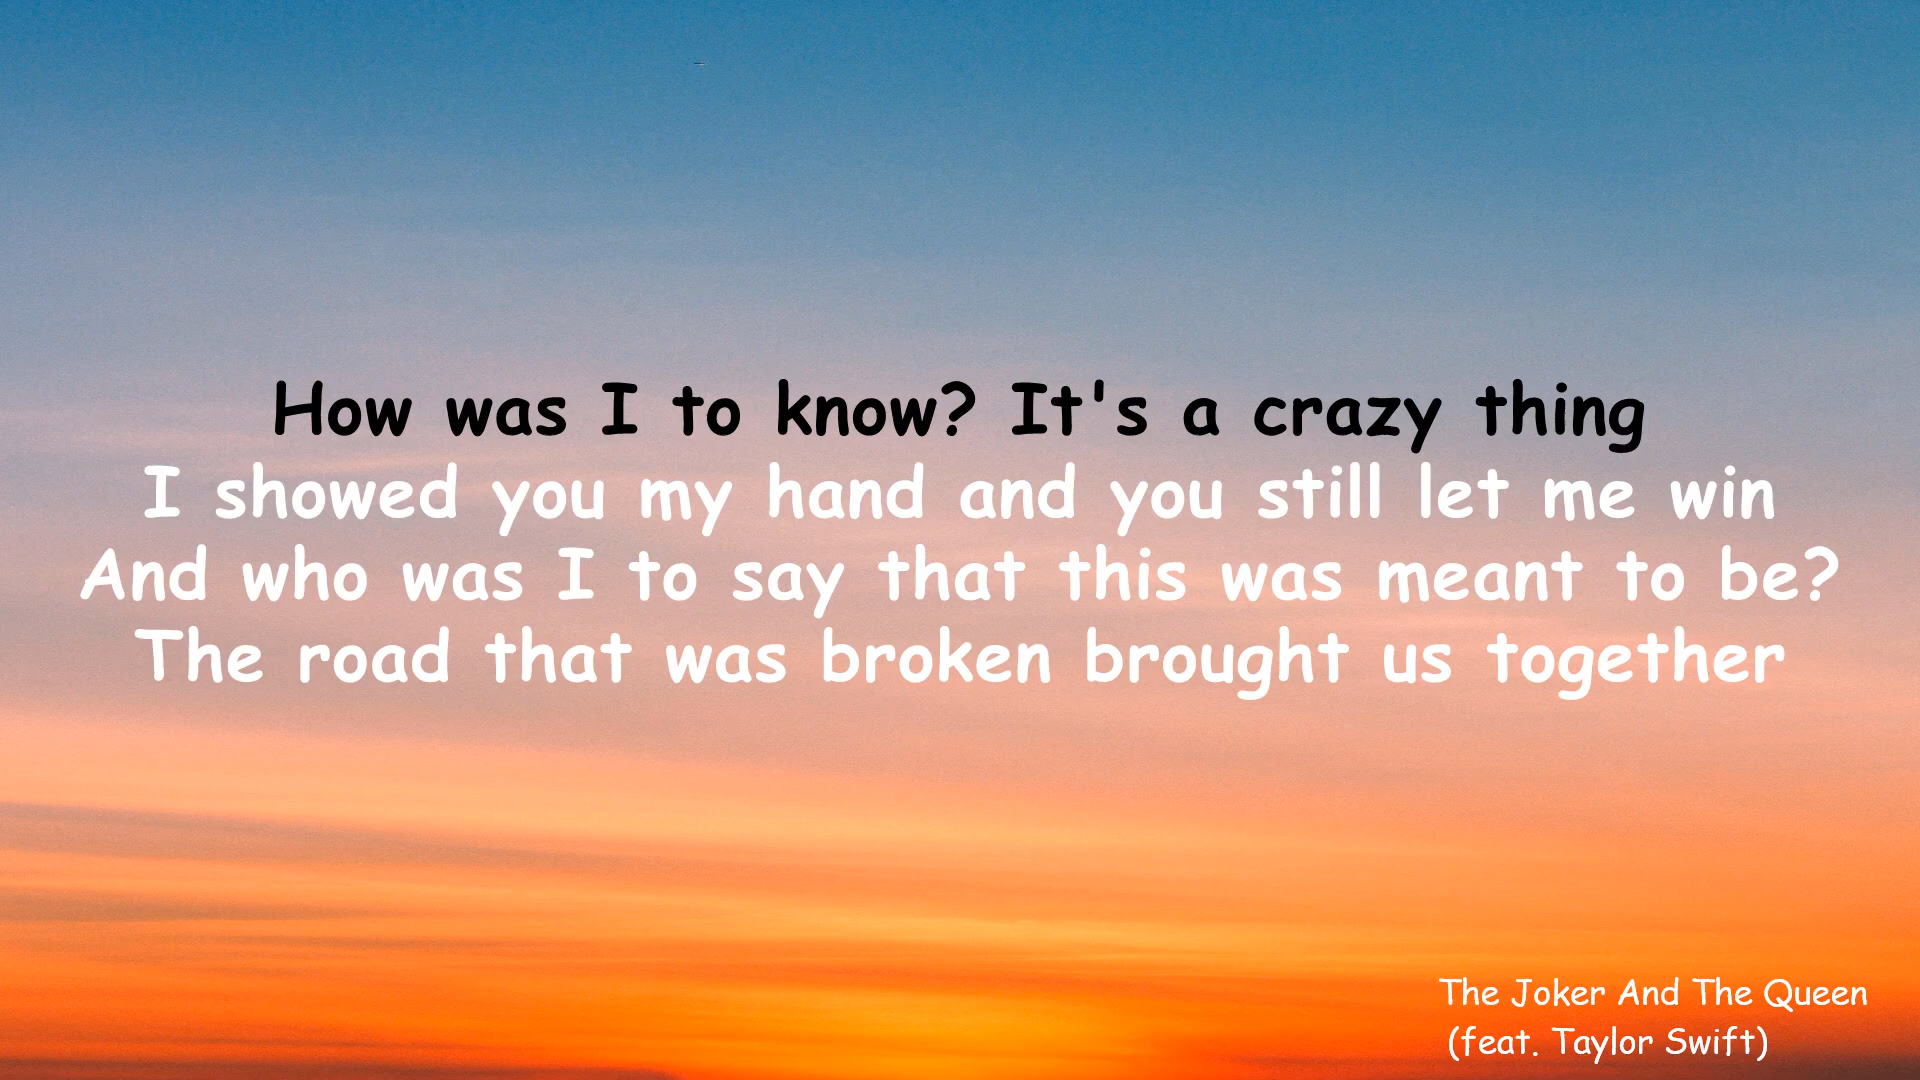 How was I to know? It's a crazy thing
I showed you my hand and you still let me win
And who was I to say that this was meant to be?
The road that was broken brought us together
The Joker And The Queen
(feat. Taylor Swift)